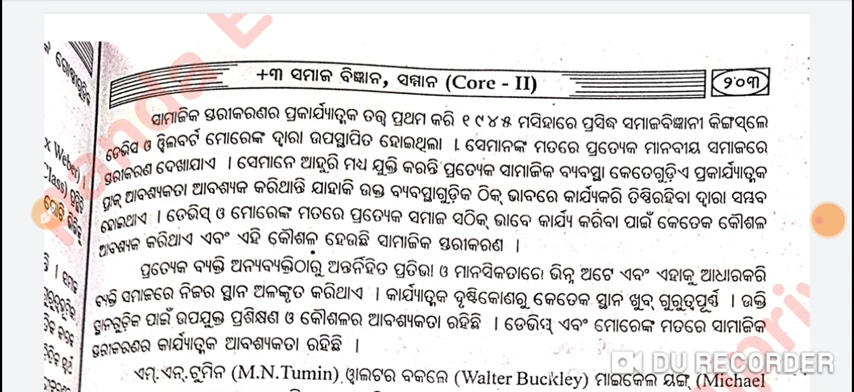 +୩ ସମାଜ ବିଜ୍ଞାନ, ସମ୍ମାନ (Core - II)
୨୦୩
ସାମାଜିକ ସ୍ତରୀକରଣର ପ୍ରକାର୍ଯ୍ୟାତ୍ମକ ତତ୍ତ୍ୱ ପ୍ରଥମ କରି ୧୯୪୫ ମସିହାରେ ପ୍ରସିଦ୍ଧ ସମାଜବିଜ୍ଞାନୀ କିଙ୍ଗସ୍‌ଲେ
ଡେଭିସ ଓ ୱିଲବର୍ଟ ମୋରେଙ୍କ ଦ୍ୱାରା ଉପସ୍ଥାପିତ ହୋଇଥିଲା । ସେମାନଙ୍କ ମତରେ ପ୍ରତ୍ୟେକ ମାନବୀୟ ସମାଜରେ
ସ୍ତରୀକରଣ ଦେଖାଯାଏ । ସେମାନେ ଆହୁରି ମଧ୍ୟ ଯୁକ୍ତି କରନ୍ତି ପ୍ରତ୍ୟେକ ସାମାଜିକ ବ୍ୟବସ୍ଥା କେତେଗୁଡ଼ିଏ ପ୍ରକାର୍ଯ୍ୟାତ୍ମକ
ପ୍ରାକ୍ ଆବଶ୍ୟକତା ଆବଶ୍ୟକ କରିଥାନ୍ତି ଯାହାକି ଉକ୍ତ ବ୍ୟବସ୍ଥାଗୁଡ଼ିକ ଠିକ୍ ଭାବରେ କାର୍ଯ୍ୟକରି ତିଷ୍ଠିରହିବା ଦ୍ୱାରା ସମ୍ଭବ
ହୋଇଥାଏ । ଡେଭିସ୍ ଓ ମୋରେଙ୍କ ମତରେ ପ୍ରତ୍ୟେକ ସମାଜ ସଠିକ୍ ଭାବେ କାର୍ଯ୍ୟ କରିବା ପାଇଁ କେତେକ କୌଶଳ
ଆବଶ୍ୟକ କରିଥାଏ ଏବଂ ଏହି କୌଶଳ ହେଉଛି ସାମାଜିକ ସ୍ତରୀକରଣ ।
ପ୍ରତ୍ୟେକ ବ୍ୟକ୍ତି ଅନ୍ୟବ୍ୟକ୍ତିଠାରୁ ଅନ୍ତର୍ନିହିତ ପ୍ରତିଭା ଓ ମାନସିକତାରେ ଭିନ୍ନ ଅଟେ ଏବଂ ଏହାକୁ ଆଧାରକରି
ବ୍ୟକ୍ତି ସମାଜରେ ନିଜର ସ୍ଥାନ ଅଳଙ୍କୃତ କରିଥାଏ । କାର୍ଯ୍ୟାତ୍ମକ ଦୃଷ୍ଟିକୋଣରୁ କେତେକ ସ୍ଥାନ ଖୁବ୍ ଗୁରୁତ୍ୱପୂର୍ଣ୍ଣ । ଉକ୍ତି
ସ୍ଥାନଗୁଡ଼ିକ ପାଇଁ ଉପଯୁକ୍ତ ପ୍ରଶିକ୍ଷଣ ଓ କୌଶଳର ଆବଶ୍ୟକତା ରହିଛି । ଡେଭିସ୍ ଏବଂ ମୋରେଙ୍କ ମତରେ ସାମାଜିକ
ସ୍ତରୀକରଣର କାର୍ଯ୍ୟାତ୍ମକ ଆବଶ୍ୟକତା ରହିଛି ।
ଏମ୍.ଏନ୍.ଟୁମିନ (M.N.Tumin) ୱାଲଟର ବକଲେ (Walter Buckley) ମାଇକେଲ ୟଙ୍ଗ୍ (Michael
x Weber)
Class)
DU RECORDER